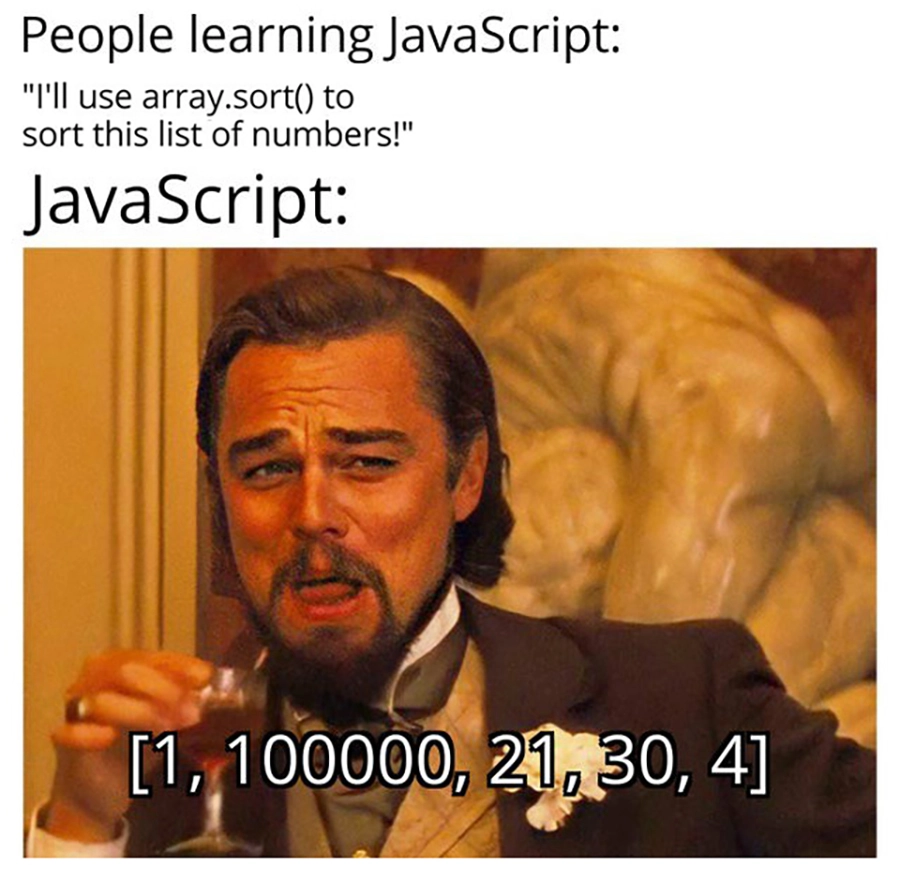 People learning JavaScript:
"I'll use array.sort() to
sort this list of numbers!"
JavaScript:
[1, 100000, 21, 30, 4]